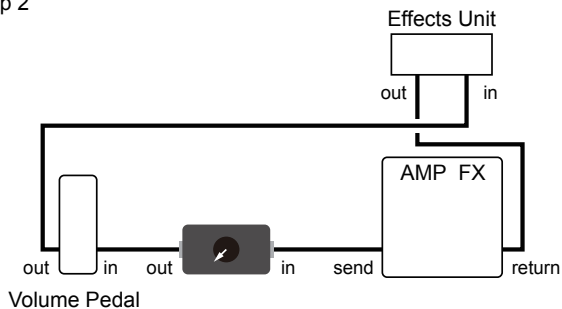 p 2
Effects Unit
out in
AMP FX
out in out in send return
Volume Pedal